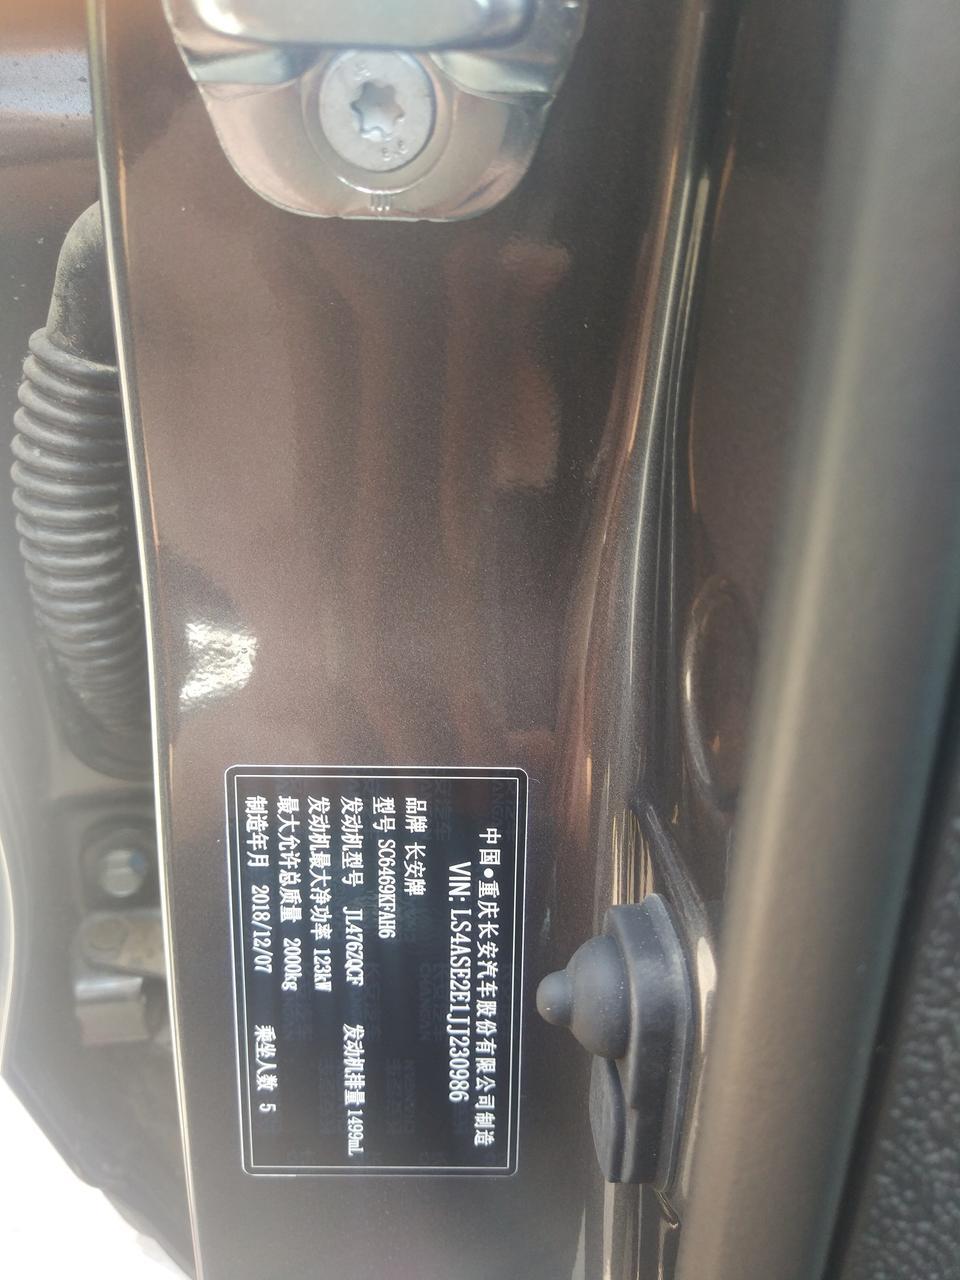 中国●重庆长安汽车股份有限公司制造
VIN: LS4ASE2E1JJ230986
品牌 长安牌
型号 SC6469KFAH6
发动机型号 JL476ZQCF 发动机排量 1499mL
发动机最大净功率 123kW
最大允许总质量 2000kg
制造年月 2018/12/07 乘坐人数 5
8.8